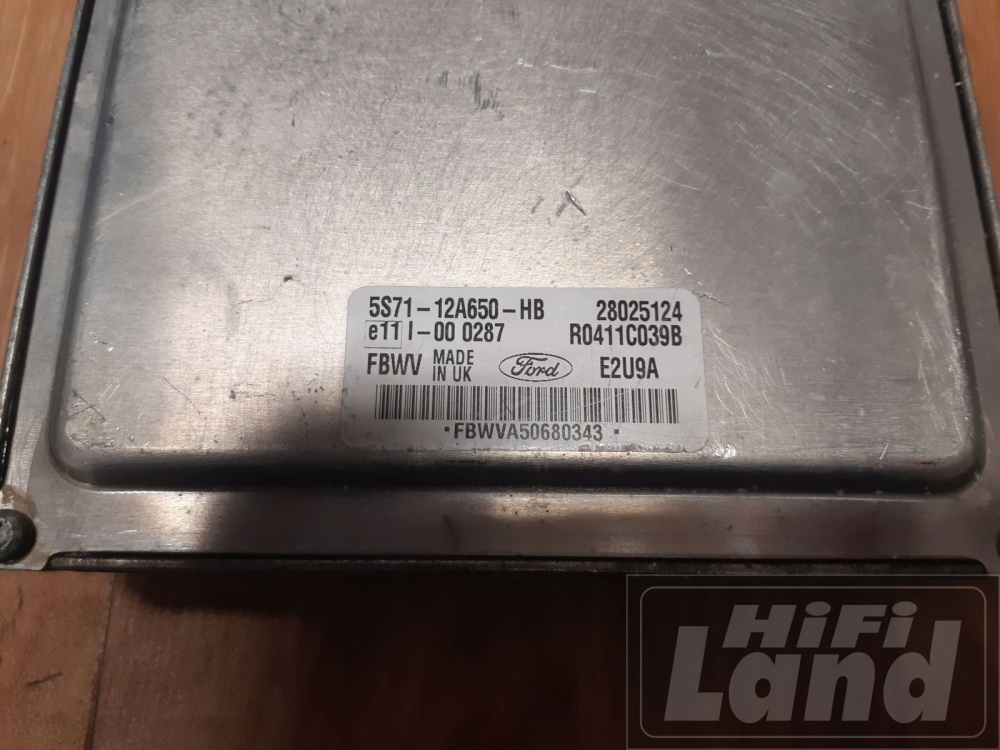 5S71-12A650-HB 28025124
e11 I-00 0287 R0411C039B
FBWV MADE IN UK Ford E2U9A
*FBWVA50680343*
HiFi
Land